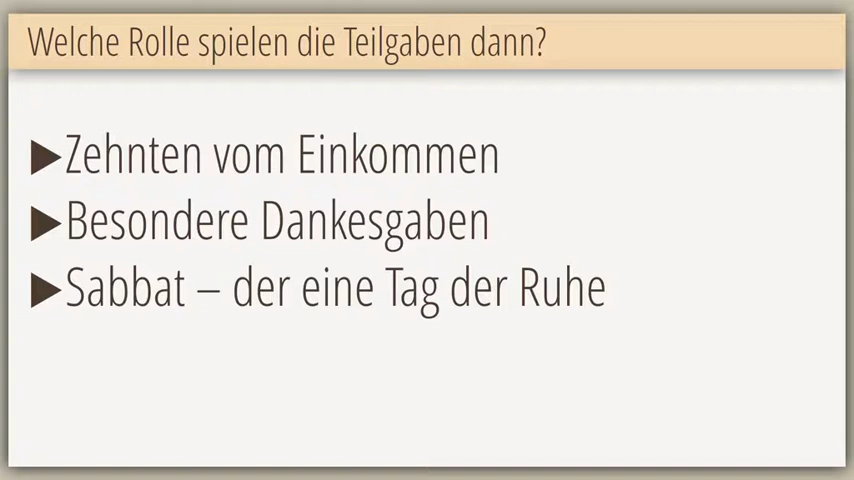 Welche Rolle spielen die Teilgaben dann?
▶Zehnten vom Einkommen
▶Besondere Dankesgaben
▶Sabbat – der eine Tag der Ruhe